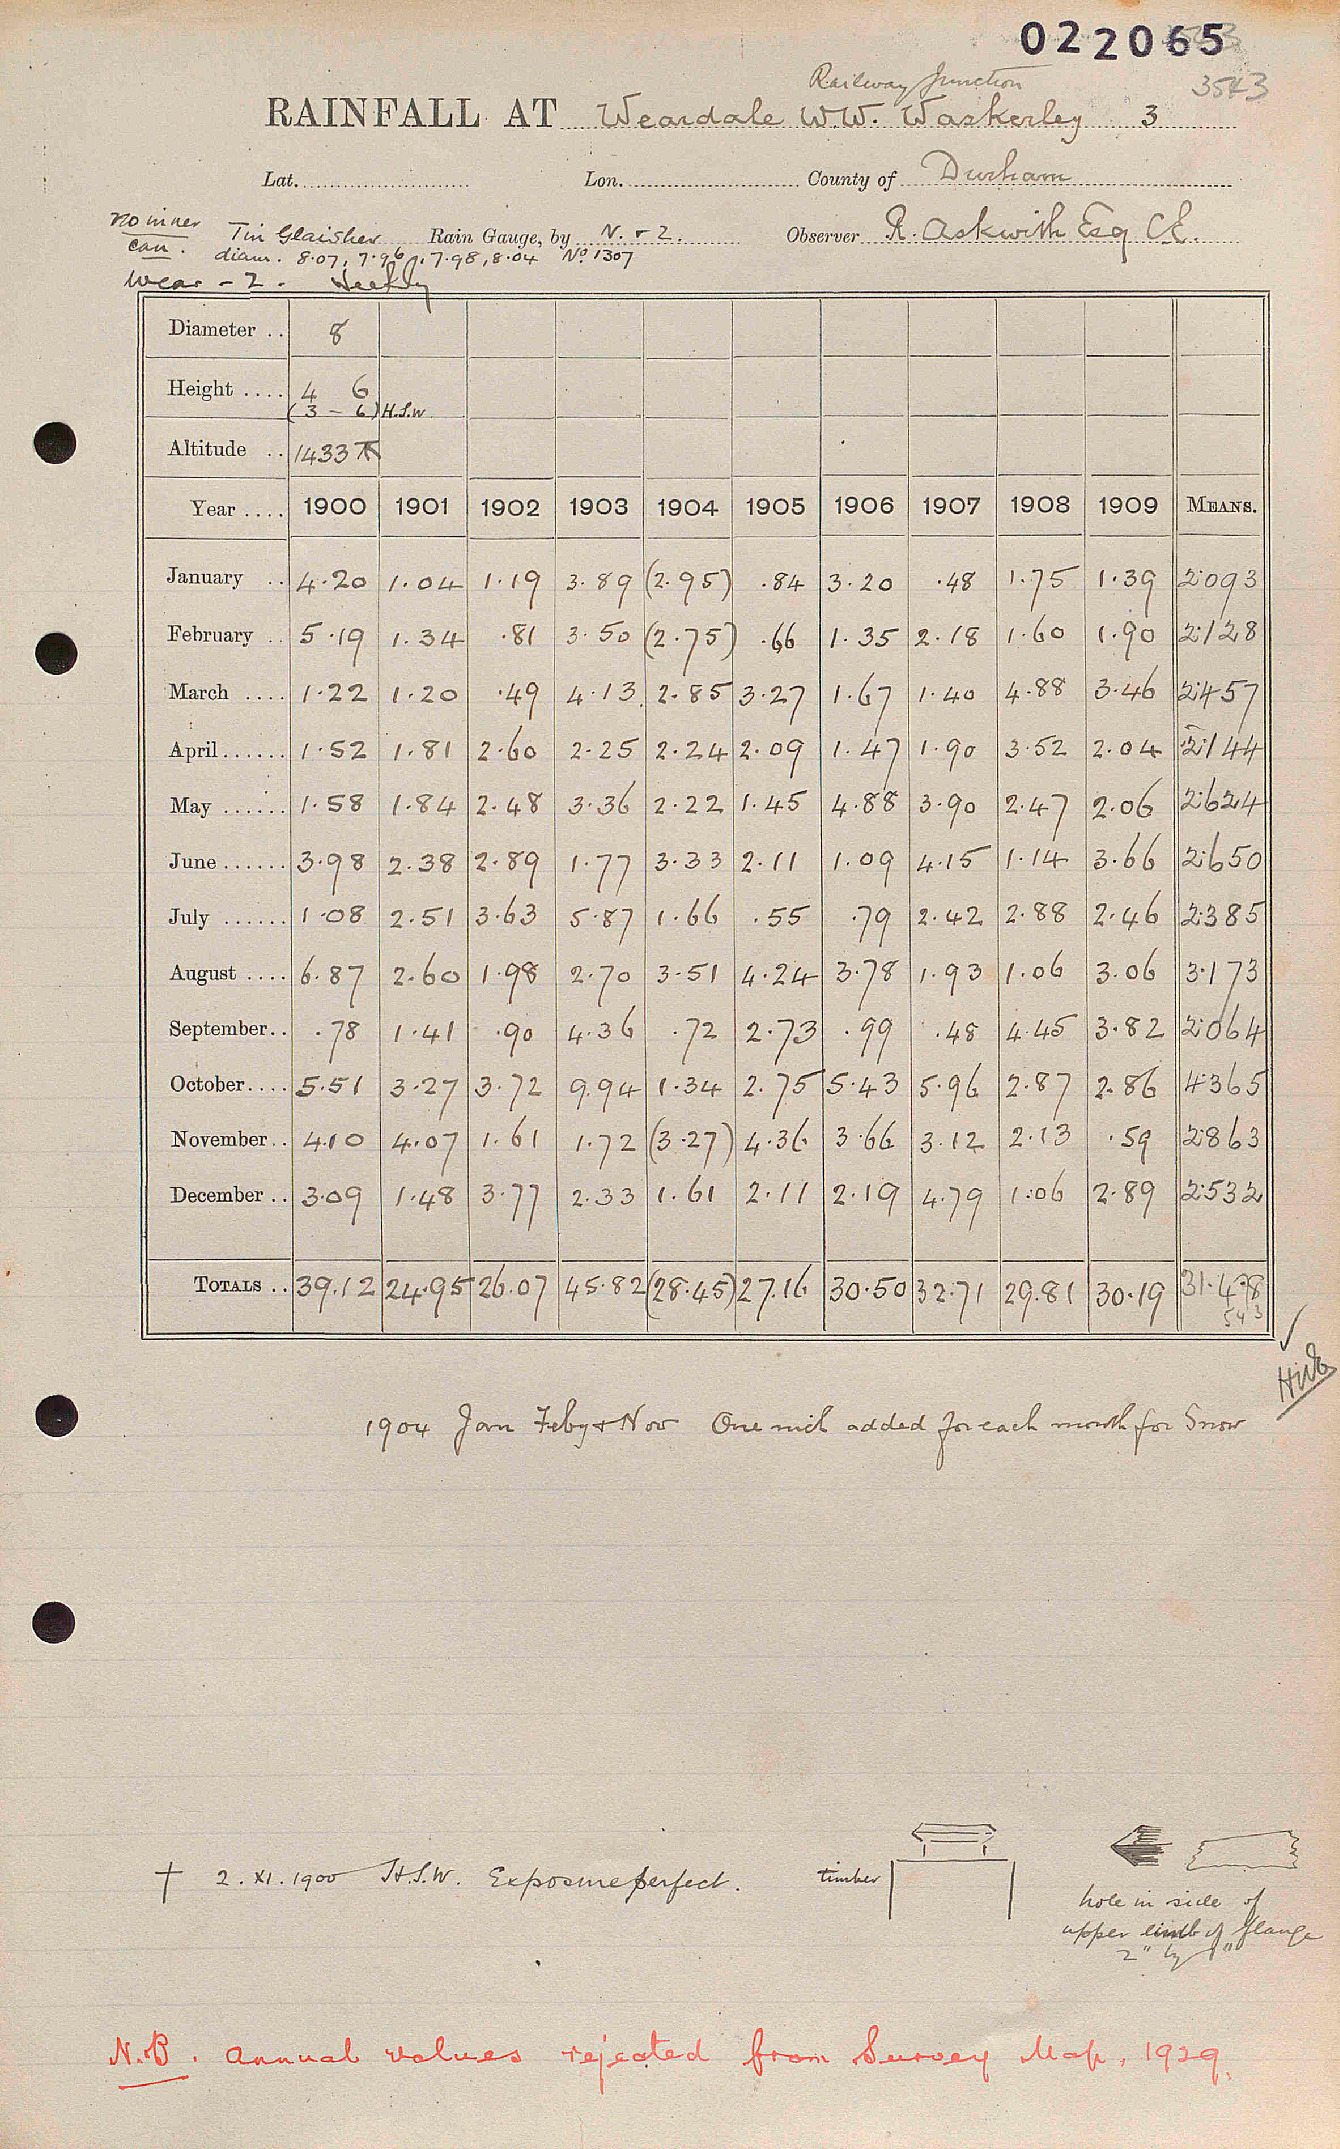 022065
3543
Railway Junction
RAINFALL AT Weardale W.W. Waskerley 3
Lat. Lon. County of Durham
no inner can. Tin Glaisher Rain Gauge, by N. & Z. Observer R. Askwith Esq C.E.
diam. 8.07, 7.96, 7.98, 8.04 No 1307
Wear - 2. Weekly
Diameter .. 8
Height .... 4 6
(3 - 6) H.S.W
Altitude .. 1433
Year .... 1900 1901 1902 1903 1904 1905 1906 1907 1908 1909 MEANS.
January .. 4.20 1.04 1.19 3.89 (2.95) .84 3.20 .48 1.75 1.39 2.093
February .. 5.19 1.34 .81 3.50 (2.75) .66 1.35 2.18 1.60 1.90 2.128
March .... 1.22 1.20 .49 4.13 2.85 3.27 1.67 1.40 4.88 3.46 2.457
April...... 1.52 1.81 2.60 2.25 2.24 2.09 1.47 1.90 3.52 2.04 2.144
May ...... 1.58 1.84 2.48 3.36 2.22 1.45 4.88 3.90 2.47 2.06 2.624
June ...... 3.98 2.38 2.89 1.77 3.33 2.11 1.09 4.15 1.14 3.66 2.650
July ...... 1.08 2.51 3.63 5.87 1.66 .55 .79 2.42 2.88 2.46 2.385
August .... 6.87 2.60 1.98 2.70 3.51 4.24 3.78 1.93 1.06 3.06 3.173
September.. .78 1.41 .90 4.36 .72 2.73 .99 .48 4.45 3.82 2.064
October.... 5.51 3.27 3.72 9.94 1.34 2.75 5.43 5.96 2.87 2.86 4.365
November.. 4.10 4.07 1.61 1.72 (3.27) 4.36 3.66 3.12 2.13 .59 2.863
December .. 3.09 1.48 3.77 2.33 1.61 2.11 2.19 4.79 1.06 2.89 2.532
TOTALS .. 39.12 24.95 26.07 45.82 (28.45) 27.16 30.50 32.71 29.81 30.19 31.478
543
1904 Jan Feby & Nov One inch added for each month for Snow
† 2. XI. 1900 H.S.W. Exposure perfect.
timber
hole in side of
upper limb of flange
2" by 1"
N.B. Annual values rejected from Survey Map, 1929.